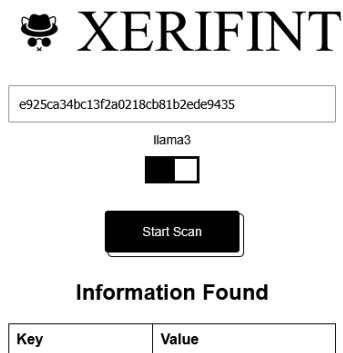 XERIFINT
e925ca34bc13f2a0218cb81b2ede9435
llama3
Start Scan
Information Found
Key Value